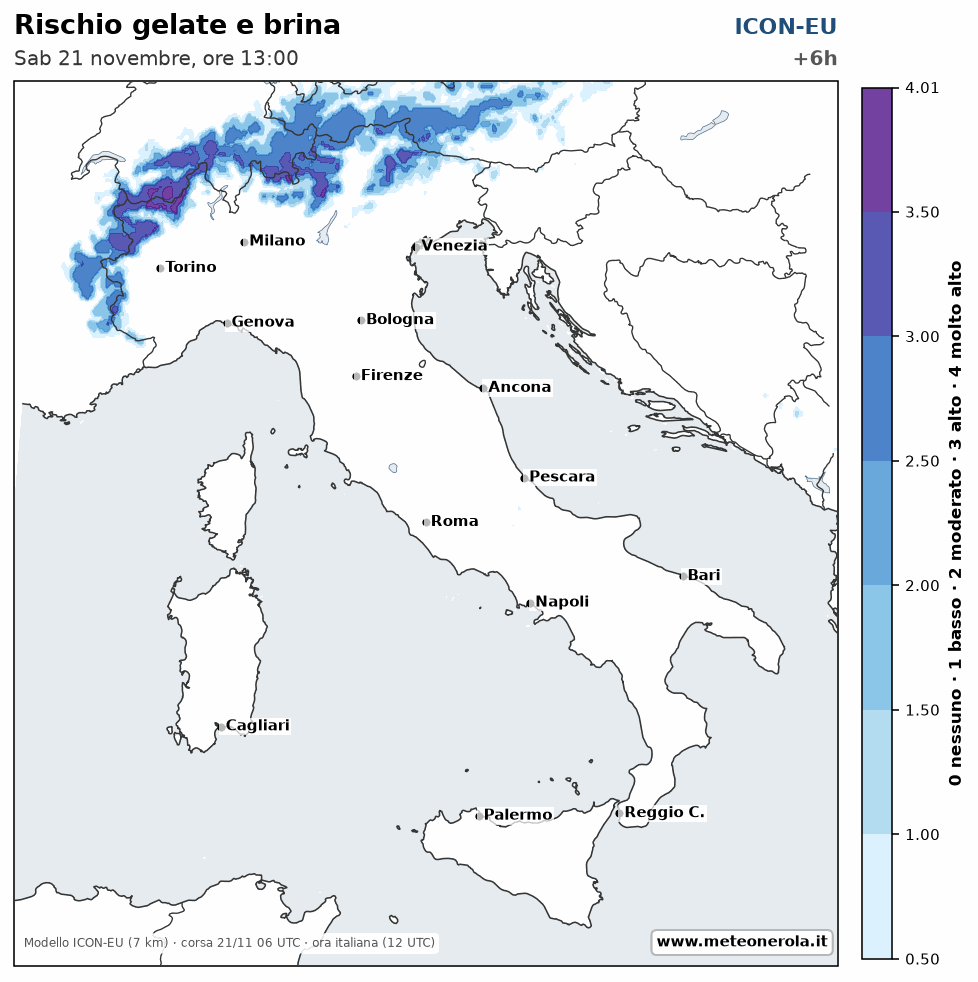 Rischio gelate e brina
ICON-EU
Sab 21 novembre, ore 13:00
+6h
4.01
3.50
3.00
2.50
2.00
1.50
1.00
0.50
0 nessuno · 1 basso · 2 moderato · 3 alto · 4 molto alto
Milano
Venezia
Torino
Genova
Bologna
Firenze
Ancona
Pescara
Roma
Bari
Napoli
Cagliari
Palermo
Reggio C.
Modello ICON-EU (7 km) · corsa 21/11 06 UTC · ora italiana (12 UTC)
www.meteonerola.it